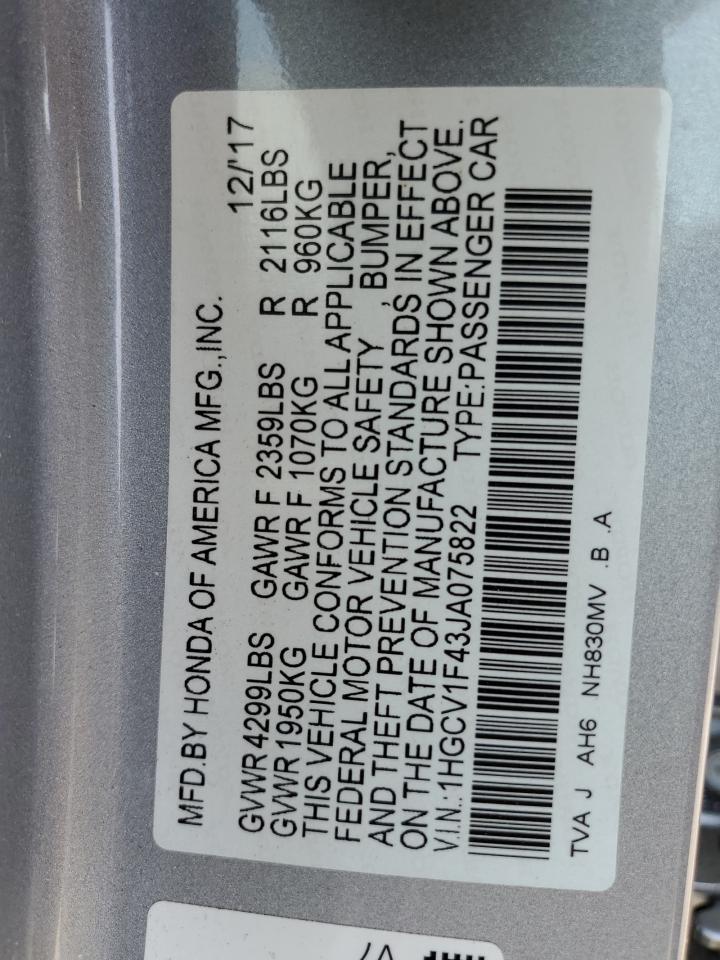 MFD.BY HONDA OF AMERICA MFG.,INC. 12/'17
GVWR 4299LBS GAWR F 2359LBS R 2116LBS
GVWR 1950KG GAWR F 1070KG R 960KG
THIS VEHICLE CONFORMS TO ALL APPLICABLE
FEDERAL MOTOR VEHICLE SAFETY, BUMPER,
AND THEFT PREVENTION STANDARDS IN EFFECT
ON THE DATE OF MANUFACTURE SHOWN ABOVE.
V.I.N.: 1HGCV1F43JA075822 TYPE:PASSENGER CAR
TVA J AH6 NH830MV .B .A